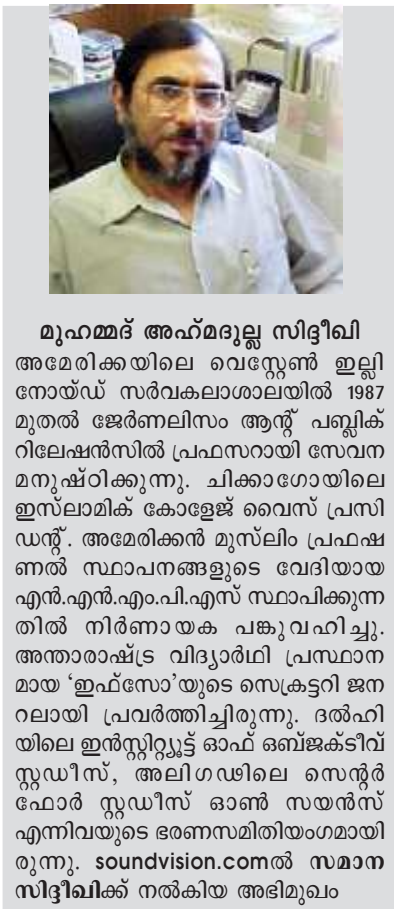 മുഹമ്മദ് അഹ്മദുല്ല സിദ്ദീഖി
അമേരിക്കയിലെ വെസ്റ്റേൺ ഇല്ലി
നോയ്ഡ് സർവകലാശാലയിൽ 1987
മുതൽ ജേർണലിസം ആന്റ് പബ്ലിക്
റിലേഷൻസിൽ പ്രഫസറായി സേവന
മനുഷ്ഠിക്കുന്നു. ചിക്കാഗോയിലെ
ഇസ്‌ലാമിക് കോളേജ് വൈസ് പ്രസി
ഡന്റ്. അമേരിക്കൻ മുസ്‌ലിം പ്രഫഷ
ണൽ സ്ഥാപനങ്ങളുടെ വേദിയായ
എൻ.എൻ.എം.പി.എസ് സ്ഥാപിക്കുന്ന
തിൽ നിർണായക പങ്കുവഹിച്ചു.
അന്താരാഷ്ട്ര വിദ്യാർഥി പ്രസ്ഥാന
മായ ‘ഇഫ്സോ’യുടെ സെക്രട്ടറി ജന
റലായി പ്രവർത്തിച്ചിരുന്നു. ദൽഹി
യിലെ ഇൻസ്റ്റിറ്റ്യൂട്ട് ഓഫ് ഒബ്ജക്ടീവ്
സ്റ്റഡീസ്, അലിഗഢിലെ സെന്റർ
ഫോർ സ്റ്റഡീസ് ഓൺ സയൻസ്
എന്നിവയുടെ ഭരണസമിതിയംഗമായി
രുന്നു. soundvision.comൽ സമാന
സിദ്ദീഖിക്ക് നൽകിയ അഭിമുഖം